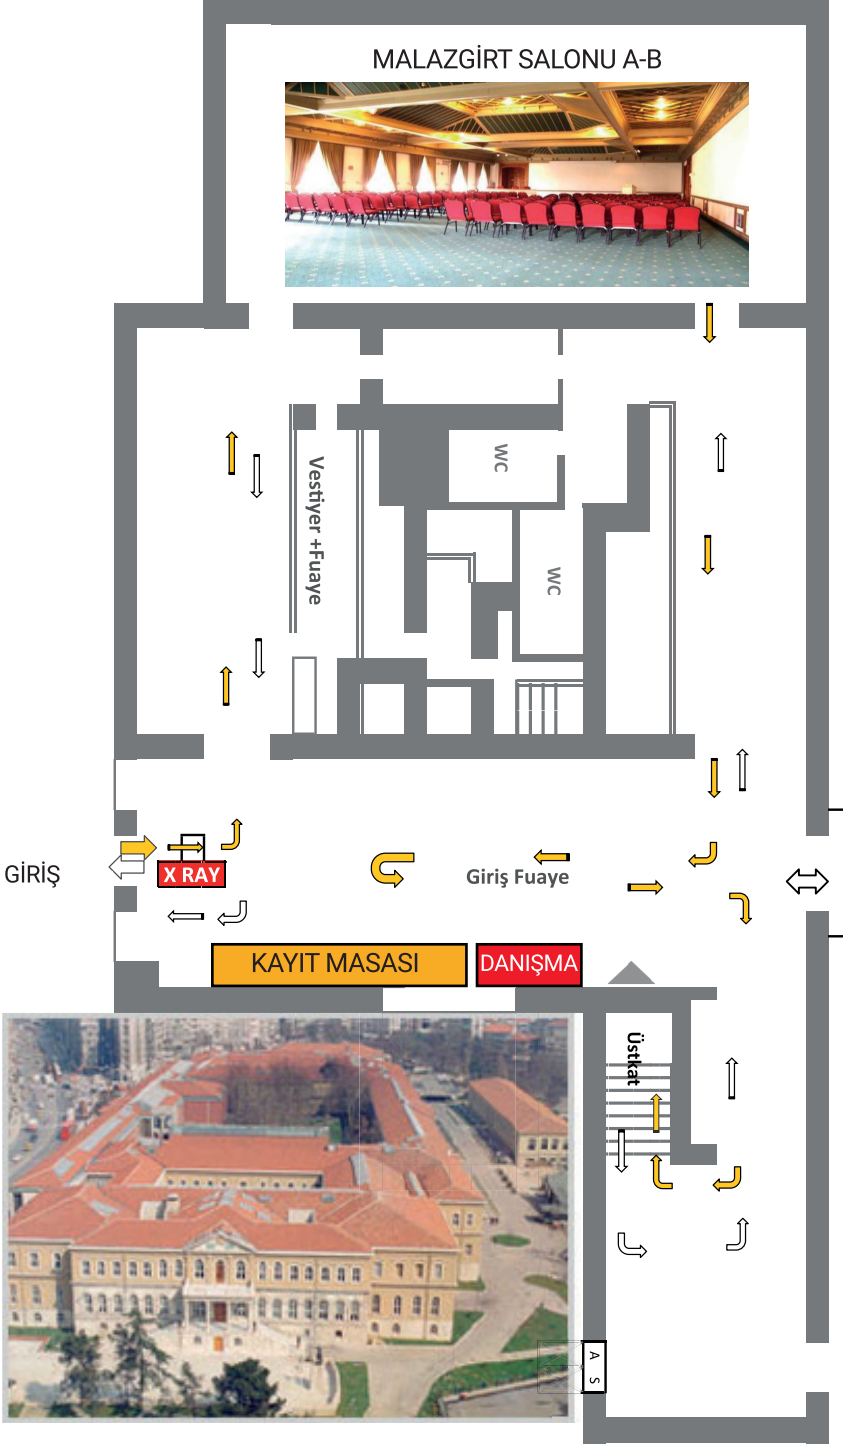 MALAZGİRT SALONU A-B
WC
Vestiyer +Fuaye
WC
GİRİŞ
X RAY
Giriş Fuaye
KAYIT MASASI
DANIŞMA
Üstkat
A S